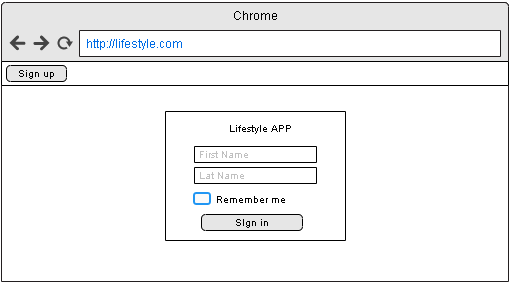 Chrome
http://lifestyle.com
Sign up
Lifestyle APP
First Name
Lat Name
Remember me
SIgn in